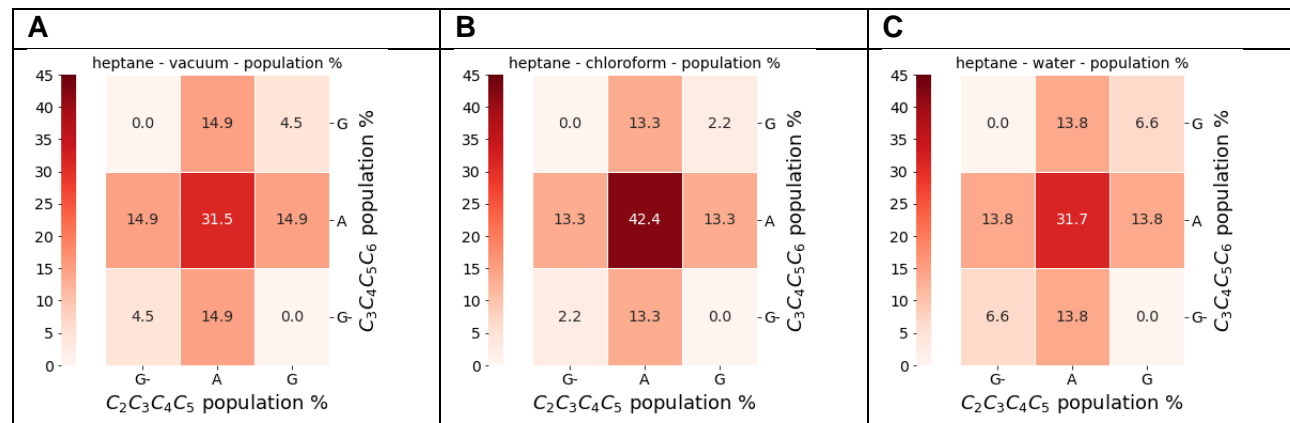 A
heptane - vacuum - population %
45
40
35
30
25
20
15
10
5
0
0.0 14.9 4.5
14.9 31.5 14.9
4.5 14.9 0.0
G
A
G-
C3C4C5C6 population %
G- A G
C2C3C4C5 population %
B
heptane - chloroform - population %
45
40
35
30
25
20
15
10
5
0
0.0 13.3 2.2
13.3 42.4 13.3
2.2 13.3 0.0
G
A
G-
C3C4C5C6 population %
G- A G
C2C3C4C5 population %
C
heptane - water - population %
45
40
35
30
25
20
15
10
5
0
0.0 13.8 6.6
13.8 31.7 13.8
6.6 13.8 0.0
G
A
G-
C3C4C5C6 population %
G- A G
C2C3C4C5 population %